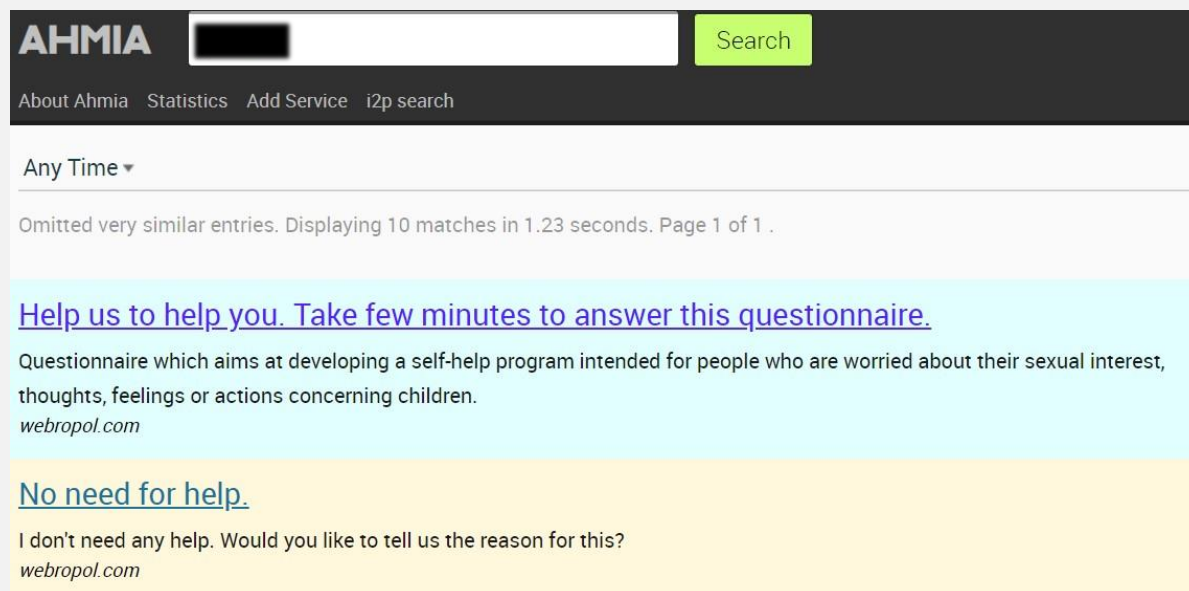 AHMIA
Search
About Ahmia Statistics Add Service i2p search
Any Time
Omitted very similar entries. Displaying 10 matches in 1.23 seconds. Page 1 of 1 .
Help us to help you. Take few minutes to answer this questionnaire.
Questionnaire which aims at developing a self-help program intended for people who are worried about their sexual interest,
thoughts, feelings or actions concerning children.
webropol.com
No need for help.
I don't need any help. Would you like to tell us the reason for this?
webropol.com